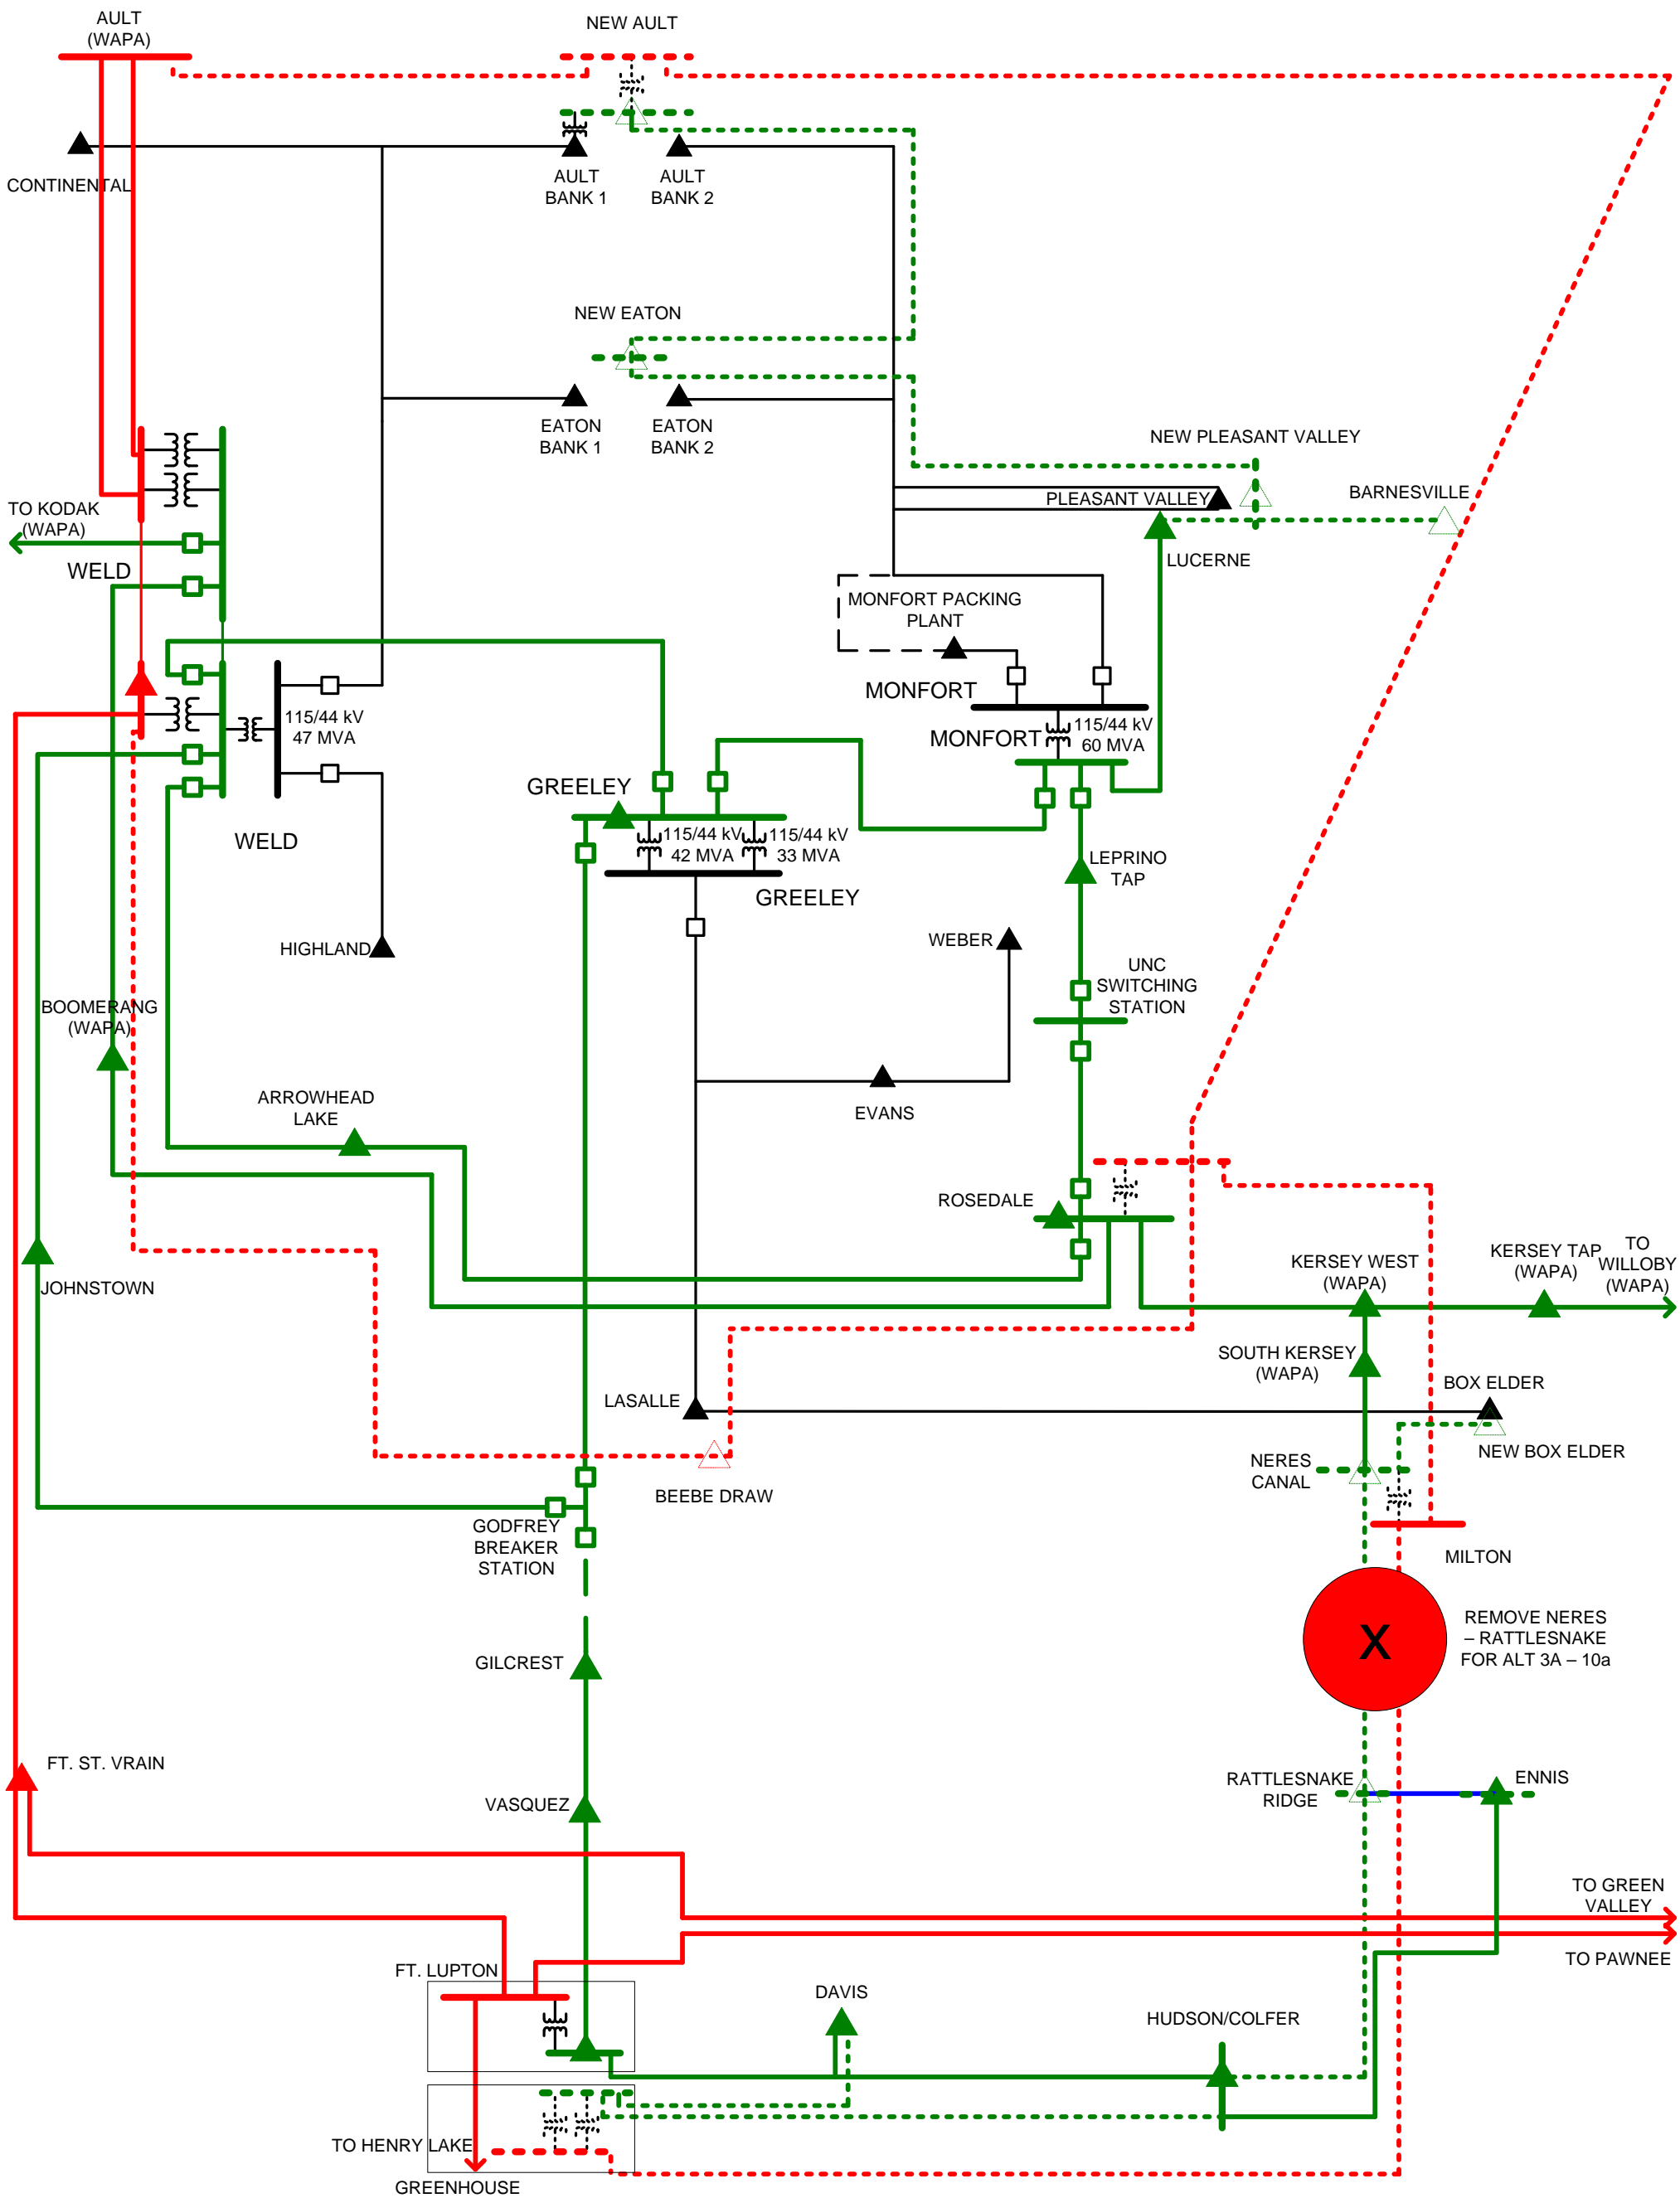 AULT
(WAPA)
NEW AULT
CONTINENTAL
AULT
BANK 1
AULT
BANK 2
NEW EATON
EATON
BANK 1
EATON
BANK 2
NEW PLEASANT VALLEY
PLEASANT VALLEY
BARNESVILLE
TO KODAK
(WAPA)
WELD
LUCERNE
MONFORT PACKING
PLANT
MONFORT
115/44 kV
47 MVA
MONFORT
115/44 kV
60 MVA
GREELEY
WELD
115/44 kV
42 MVA
115/44 kV
33 MVA
LEPRINO
TAP
GREELEY
HIGHLAND
WEBER
UNC
SWITCHING
STATION
BOOMERANG
(WAPA)
ARROWHEAD
LAKE
EVANS
ROSEDALE
JOHNSTOWN
KERSEY WEST
(WAPA)
KERSEY TAP
(WAPA)
TO
WILLOBY
(WAPA)
SOUTH KERSEY
(WAPA)
LASALLE
BOX ELDER
NEW BOX ELDER
NERES
CANAL
BEEBE DRAW
GODFREY
BREAKER
STATION
MILTON
X
REMOVE NERES
– RATTLESNAKE
FOR ALT 3A – 10a
GILCREST
FT. ST. VRAIN
VASQUEZ
RATTLESNAKE
RIDGE
ENNIS
TO GREEN
VALLEY
TO PAWNEE
FT. LUPTON
DAVIS
HUDSON/COLFER
TO HENRY LAKE
GREENHOUSE